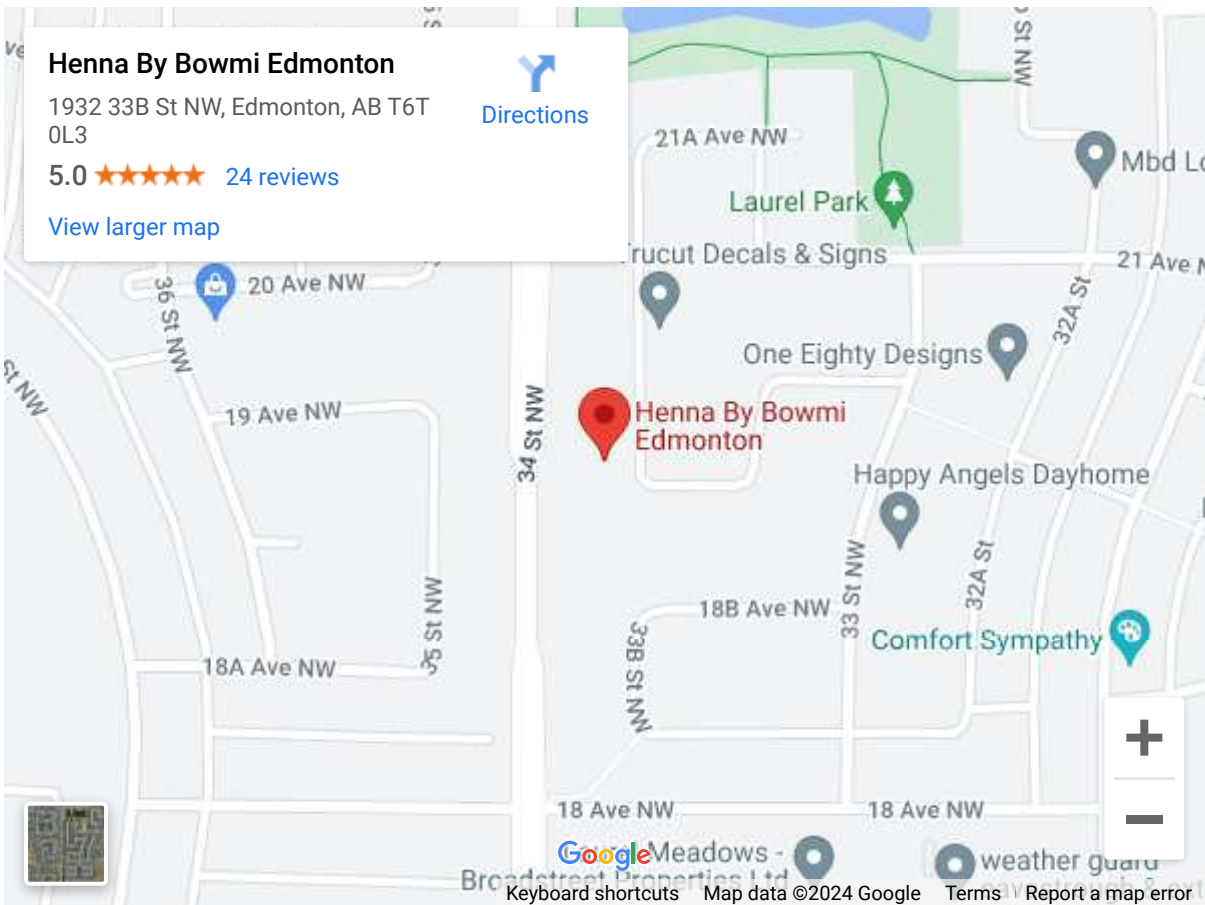 Henna By Bowmi Edmonton
1932 33B St NW, Edmonton, AB T6T
0L3
5.0
24 reviews
View larger map
Directions
St NW
21A Ave NW
Mbd
Laurel Park
Trucut Decals & Signs
21 Ave
20 Ave NW
36 St NW
32A St
One Eighty Designs
St NW
19 Ave NW
34 St NW
Henna By Bowmi
Edmonton
Happy Angels Dayhome
35 St NW
33 St NW
32A St
18B Ave NW
33B St NW
Comfort Sympathy
18A Ave NW
18 Ave NW
18 Ave NW
Google
Laurel Meadows -
Broadstreet Properties Ltd
weather guard
Keyboard shortcuts
Map data ©2024 Google
Terms
Report a map error